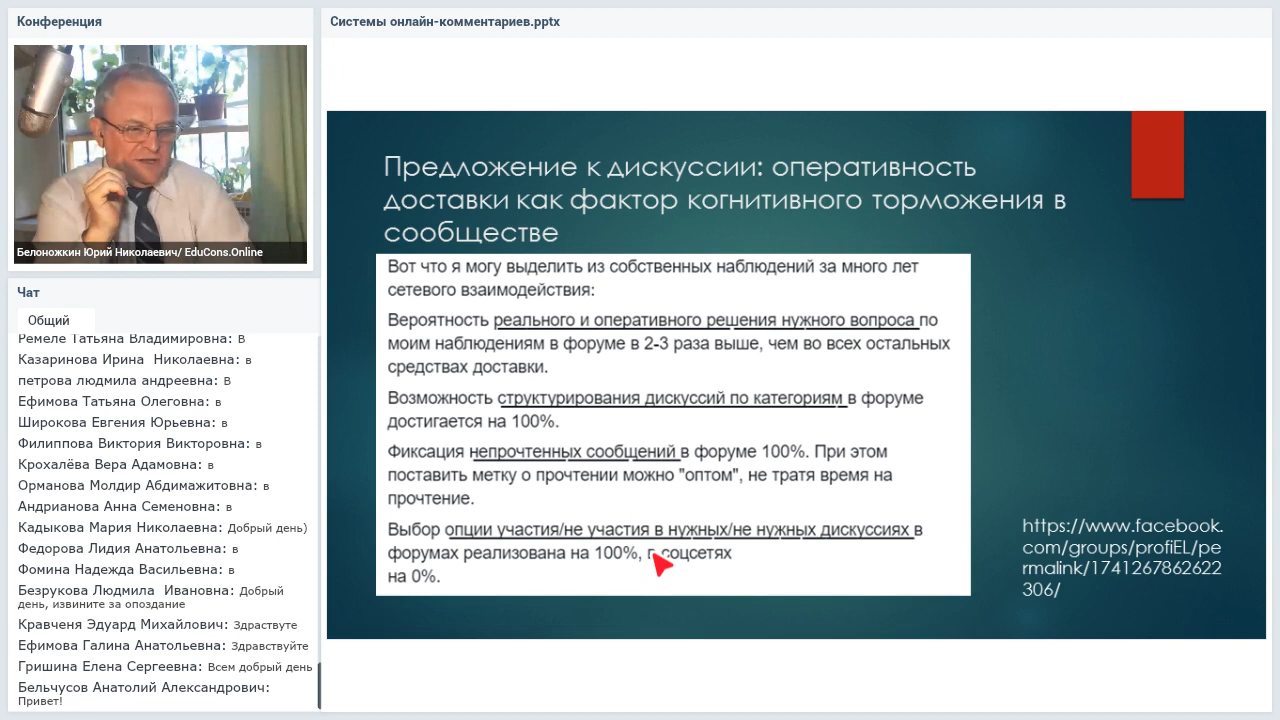 Конференция
Белоножкин Юрий Николаевич/ EduCons.Online
Чат
Общий
Ремеле Татьяна Владимировна: В
Казаринова Ирина Николаевна: в
петрова людмила андреевна: В
Ефимова Татьяна Олеговна: в
Широкова Евгения Юрьевна: в
Филиппова Виктория Викторовна: в
Крохалёва Вера Адамовна: в
Орманова Молдир Абдимажитовна: в
Андрианова Анна Семеновна: в
Кадыкова Мария Николаевна: Добрый день)
Федорова Лидия Анатольевна: в
Фомина Надежда Васильевна: в
Безрукова Людмила Ивановна: Добрый
день, извините за опоздание
Кравченя Эдуард Михайлович: Здраствуте
Ефимова Галина Анатольевна: Здравствуйте
Гришина Елена Сергеевна: Всем добрый день
Бельчусов Анатолий Александрович:
Привет!
Системы онлайн-комментариев.pptx
Предложение к дискуссии: оперативность
доставки как фактор когнитивного торможения в
сообществе
Вот что я могу выделить из собственных наблюдений за много лет
сетевого взаимодействия:
Вероятность реального и оперативного решения нужного вопроса по
моим наблюдениям в форуме в 2-3 раза выше, чем во всех остальных
средствах доставки.
Возможность структурирования дискуссий по категориям в форуме
достигается на 100%.
Фиксация непрочтенных сообщений в форуме 100%. При этом
поставить метку о прочтении можно "оптом", не тратя время на
прочтение.
Выбор опции участия/не участия в нужных/не нужных дискуссиях в
форумах реализована на 100%, соцсетях
на 0%.
https://www.facebook.
com/groups/profiEL/pe
rmalink/1741267862622
306/